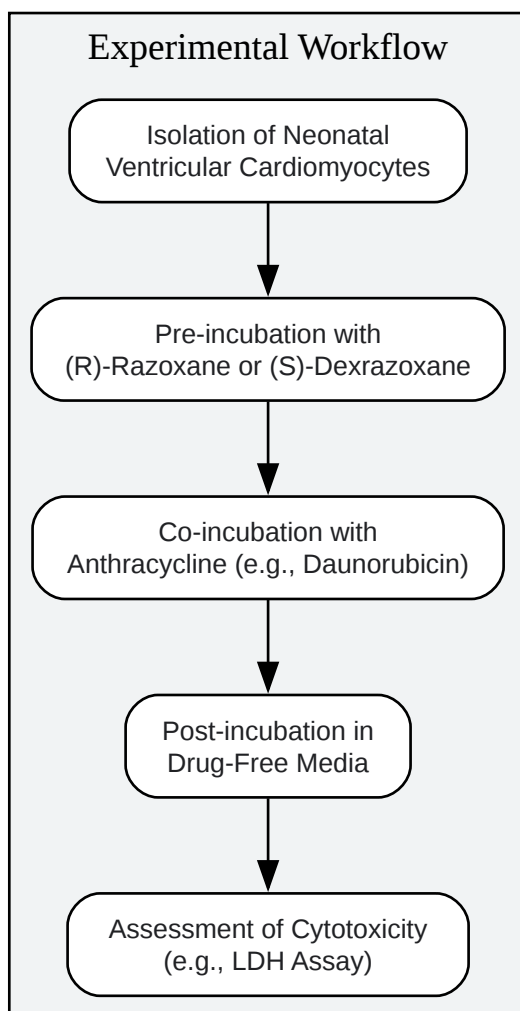 Experimental Workflow
Isolation of Neonatal
Ventricular Cardiomyocytes
Pre-incubation with
(R)-Razoxane or (S)-Dexrazoxane
Co-incubation with
Anthracycline (e.g., Daunorubicin)
Post-incubation in
Drug-Free Media
Assessment of Cytotoxicity
(e.g., LDH Assay)